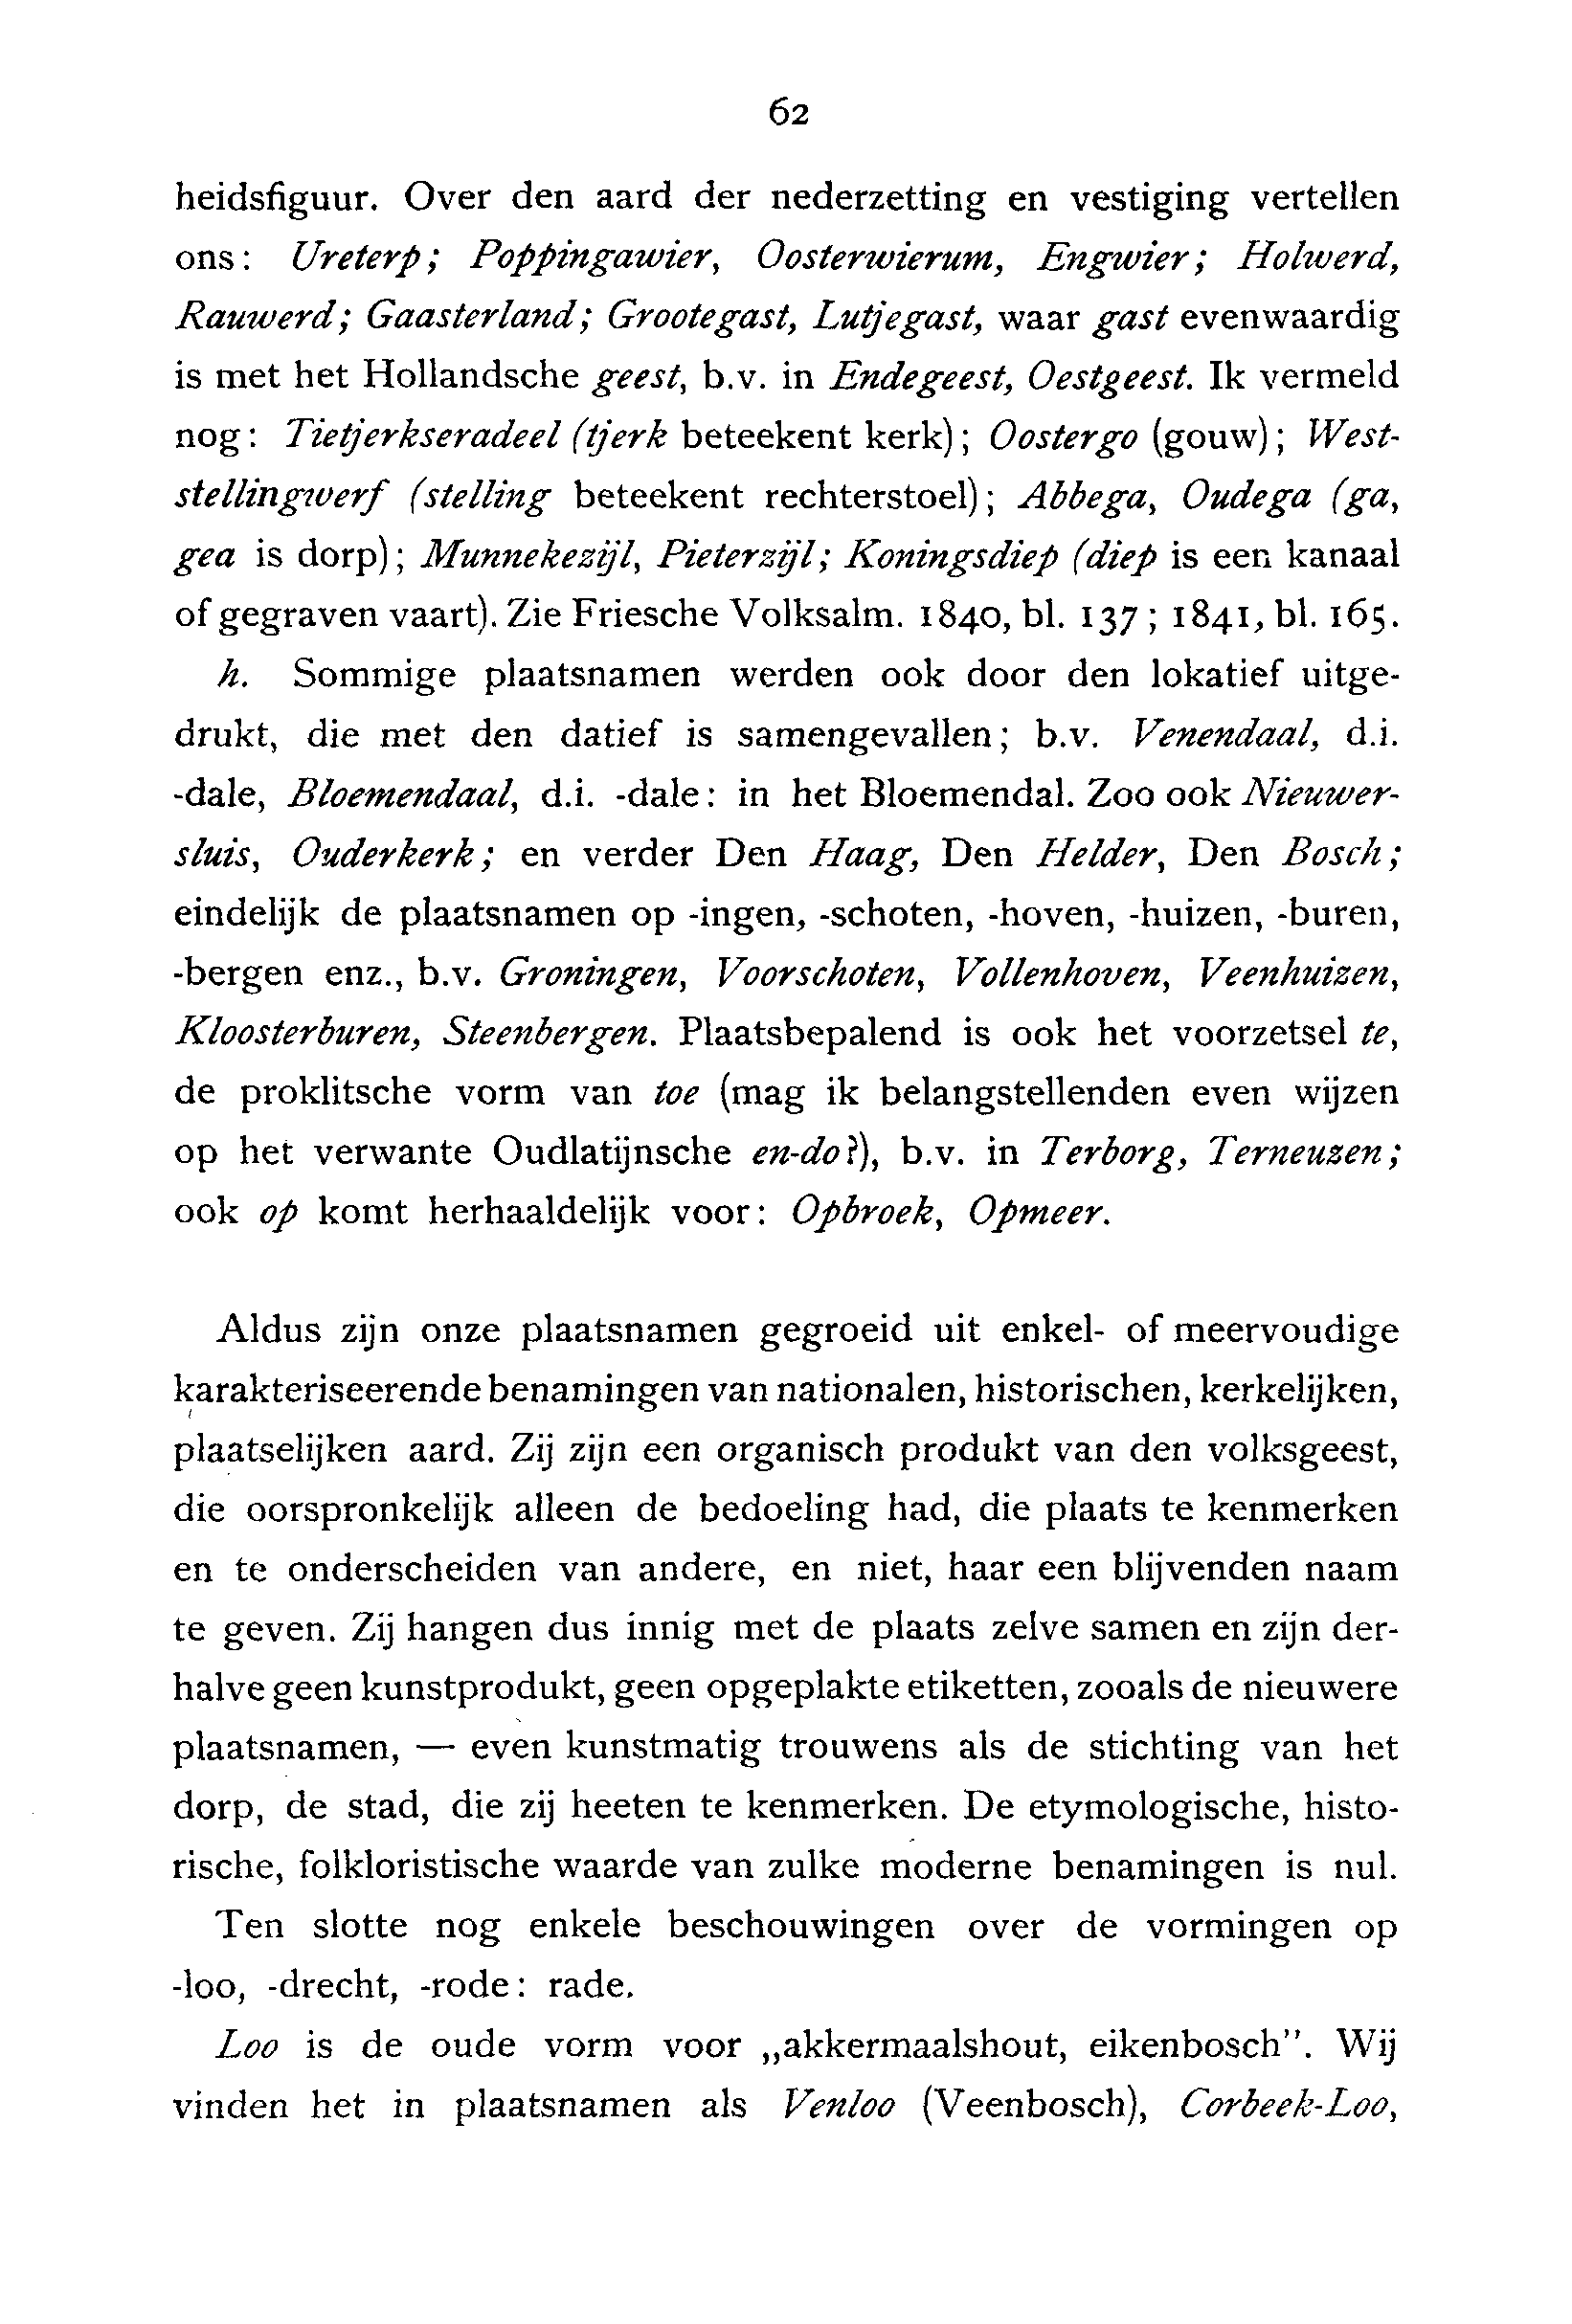 62
heidsfiguur. Over den aard der nederzetting en vestiging vertellen
ons: Ureterp; Poppingawier, Oosterwierum, Engwier; Holwerd,
Rauwerd; Gaasterland; Grootegast, Lutjegast, waar gast evenwaardig
is met het Hollandsche geest, b.v. in Endegeest, Oestgeest. Ik vermeld
nog: Tietjerkseradeel (tjerk beteekent kerk); Oostergo (gouw); West-
stellingwerf (stelling beteekent rechterstoel); Abbega, Oudega (ga,
gea is dorp); Munnekezijl, Pieterzijl; Koningsdiep (diep is een kanaal
of gegraven vaart). Zie Friesche Volksalm. 1840, bl. 137; 1841, bl. 165.
h. Sommige plaatsnamen werden ook door den lokatief uitge-
drukt, die met den datief is samengevallen; b.v. Venendaal, d.i.
-dale, Bloemendaal, d.i. -dale: in het Bloemendal. Zoo ook Nieuwer-
sluis, Ouderkerk; en verder Den Haag, Den Helder, Den Bosch;
eindelijk de plaatsnamen op -ingen, -schoten, -hoven, -huizen, -buren,
-bergen enz., b.v. Groningen, Voorschoten, Vollenhoven, Veenhuizen,
Kloosterburen, Steenbergen. Plaatsbepalend is ook het voorzetsel te,
de proklitsche vorm van toe (mag ik belangstellenden even wijzen
op het verwante Oudlatijnsche en-do?), b.v. in Terborg, Terneuzen;
ook op komt herhaaldelijk voor: Opbroek, Opmeer.
Aldus zijn onze plaatsnamen gegroeid uit enkel- of meervoudige
karakteriseerende benamingen van nationalen, historischen, kerkelijken,
plaatselijken aard. Zij zijn een organisch produkt van den volksgeest,
die oorspronkelijk alleen de bedoeling had, die plaats te kenmerken
en te onderscheiden van andere, en niet, haar een blijvenden naam
te geven. Zij hangen dus innig met de plaats zelve samen en zijn der-
halve geen kunstprodukt, geen opgeplakte etiketten, zooals de nieuwere
plaatsnamen, — even kunstmatig trouwens als de stichting van het
dorp, de stad, die zij heeten te kenmerken. De etymologische, histo-
rische, folkloristische waarde van zulke moderne benamingen is nul.
Ten slotte nog enkele beschouwingen over de vormingen op
-loo, -drecht, -rode: rade.
Loo is de oude vorm voor „akkermaalshout, eikenbosch”. Wij
vinden het in plaatsnamen als Venloo (Veenbosch), Corbeek-Loo,